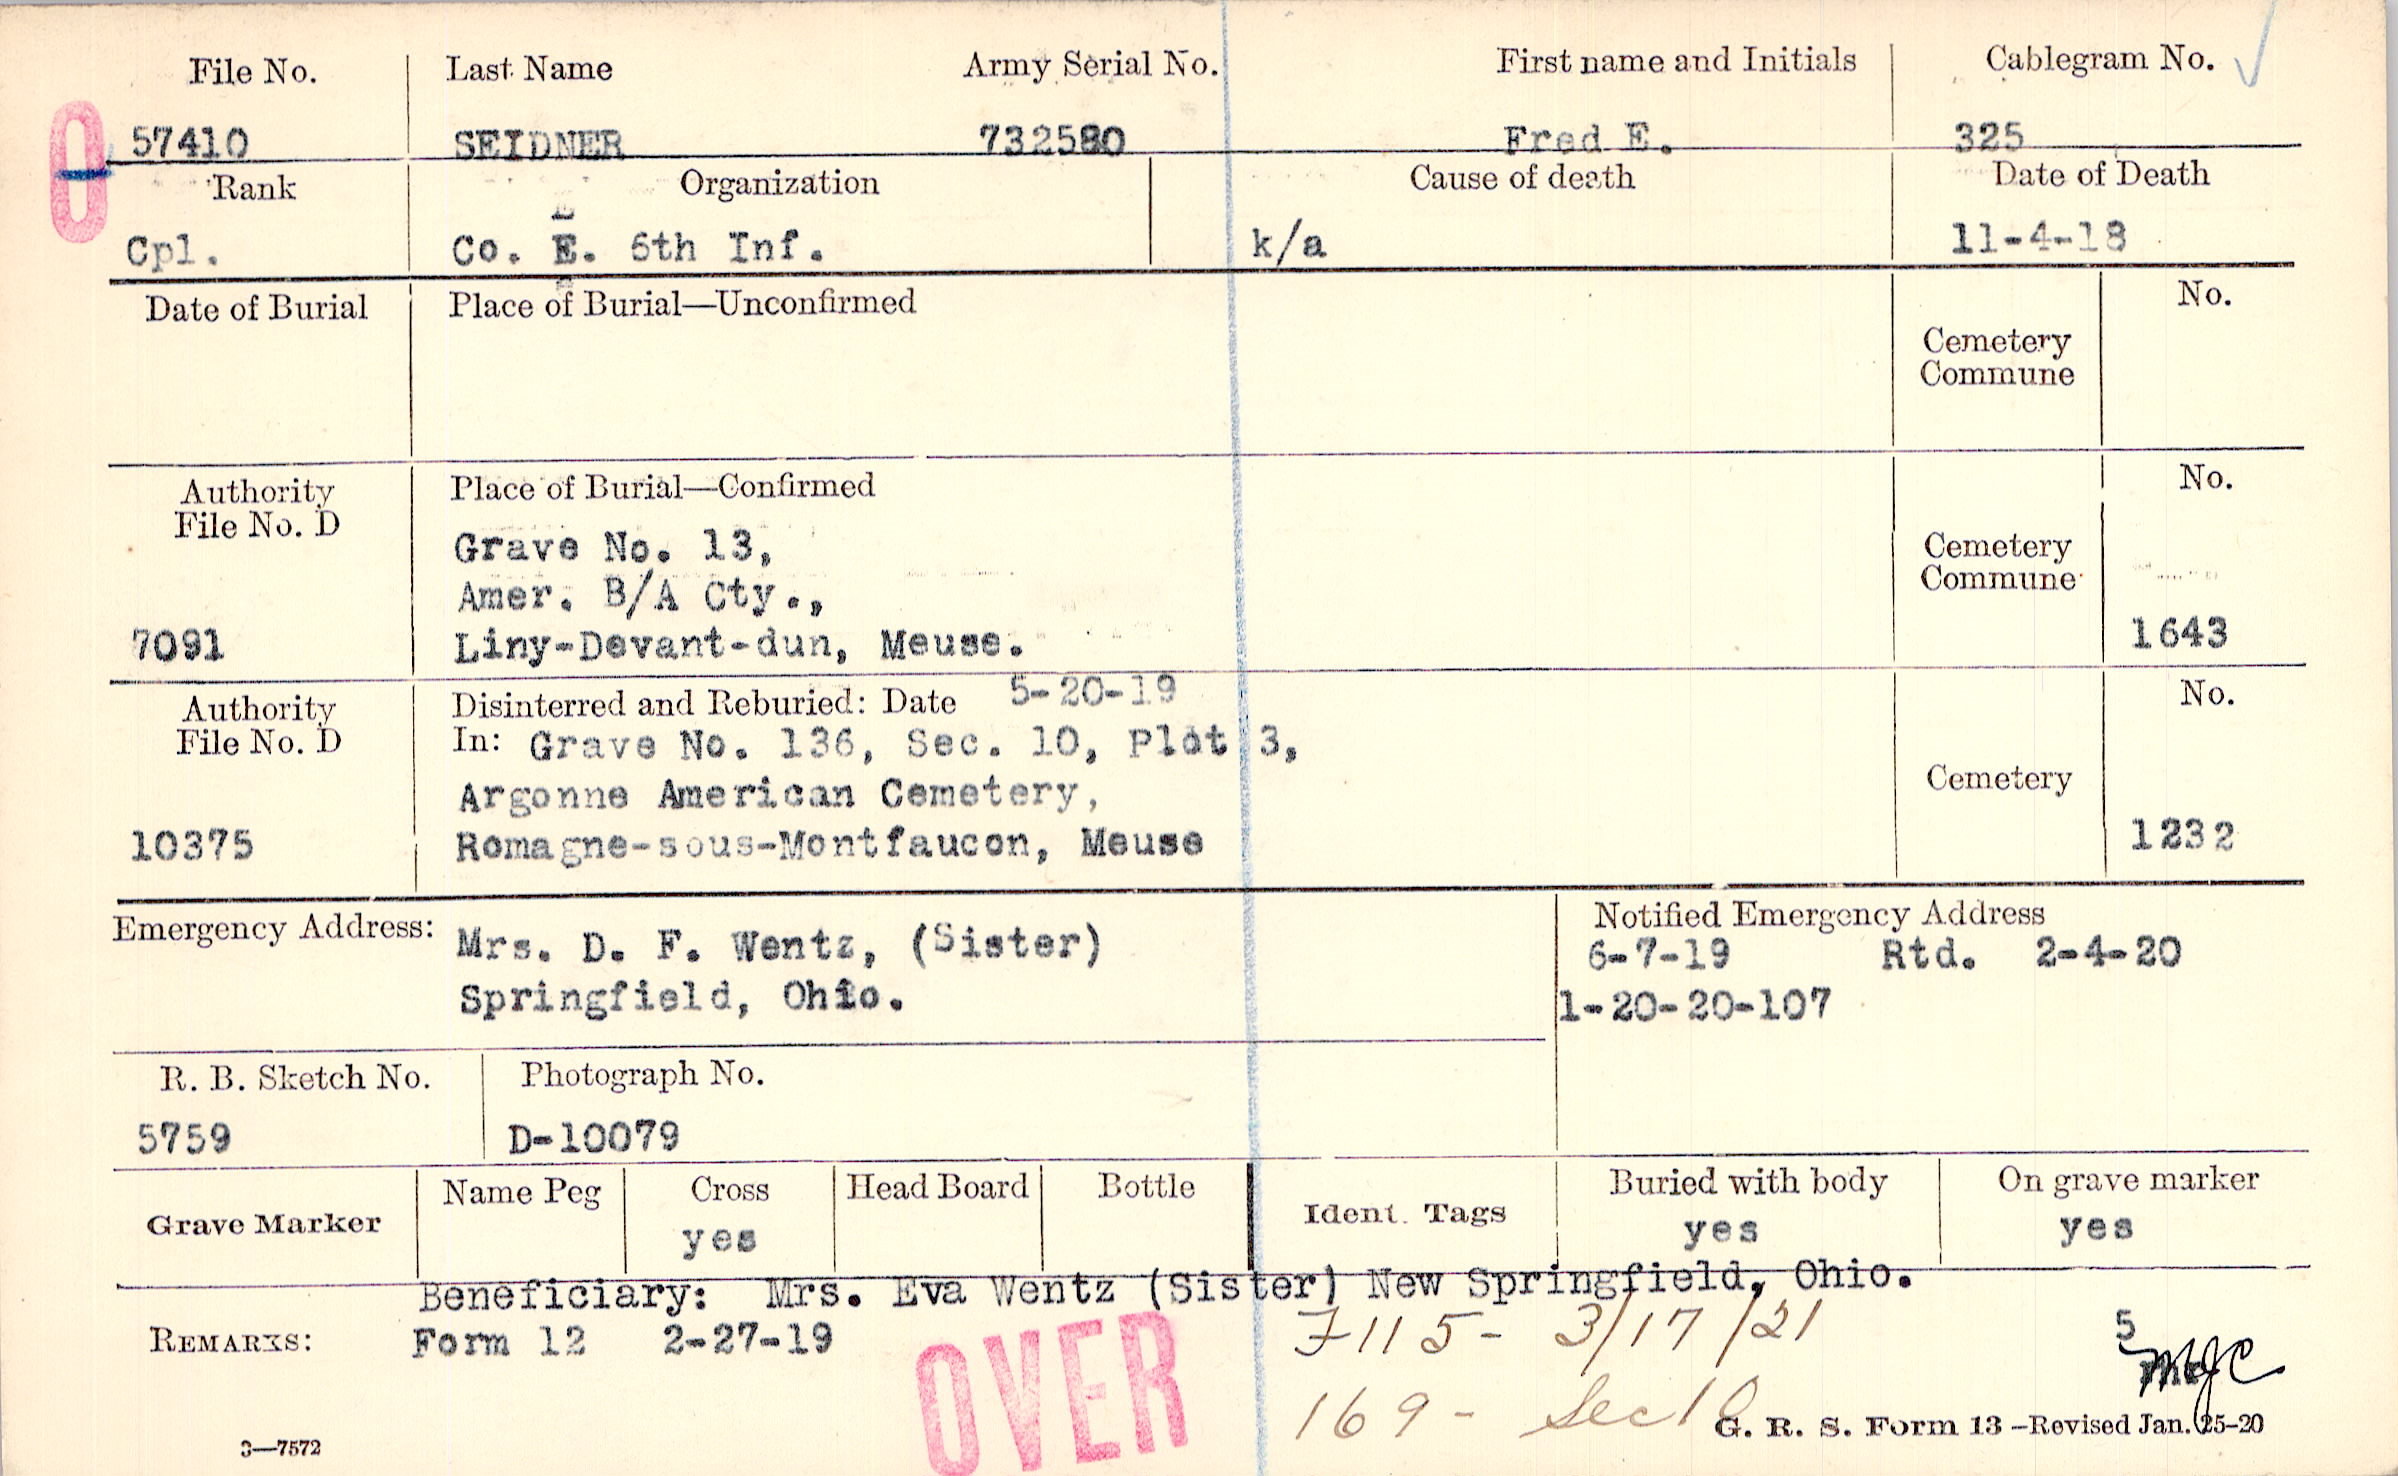 File No. Last Name Army Serial No. First name and Initials Cablegram No.
0 57410 SEIDNER 732580 Fred E. 325
Rank Organization Cause of death Date of Death
Cpl. Co. E. 6th Inf. k/a 11-4-18
Date of Burial Place of Burial—Unconfirmed No.
Cemetery
Commune
Authority Place of Burial—Confirmed No.
File No. D
Grave No. 13,
Cemetery
Amer. B/A Cty.,
Commune
7091 Liny-Devant-dun, Meuse. 1643
Authority Disinterred and Reburied: Date 5-20-19 No.
File No. D In: Grave No. 136, Sec. 10, Plot 3,
Argonne American Cemetery, Cemetery
10375 Romagne-sous-Montfaucon, Meuse 1232
Emergency Address: Mrs. D. F. Wentz, (Sister)
Springfield, Ohio.
Notified Emergency Address
6-7-19 Rtd. 2-4-20
1-20-20-107
R. B. Sketch No. Photograph No.
5759 D-10079
Grave Marker Name Peg Cross Head Board Bottle Ident. Tags Buried with body On grave marker
yes yes yes
Beneficiary: Mrs. Eva Wentz (Sister) New Springfield, Ohio.
REMARKS: Form 12 2-27-19 OVER 7115- 3/17/21 5
169- Sec 10 MJC
3—7572 G. R. S. Form 13 —Revised Jan. 25-20